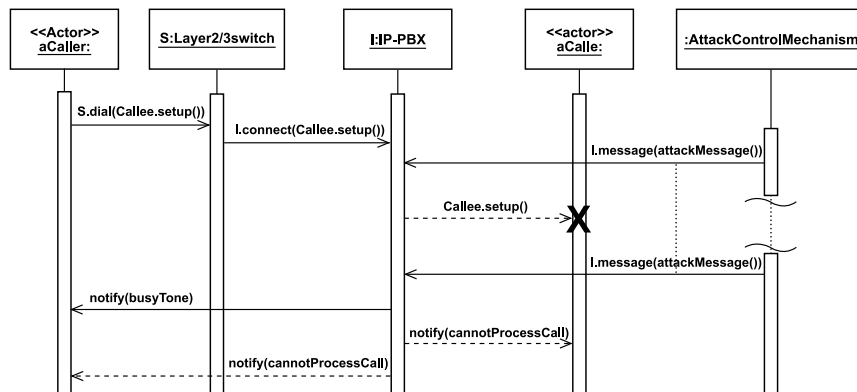 <<Actor>>
aCaller:
S:Layer2/3switch
I:IP-PBX
<<actor>>
aCalle:
:AttackControlMechanism
S.dial(Callee.setup())
I.connect(Callee.setup())
I.message(attackMessage())
Callee.setup()
X
I.message(attackMessage())
notify(busyTone)
notify(cannotProcessCall)
notify(cannotProcessCall)